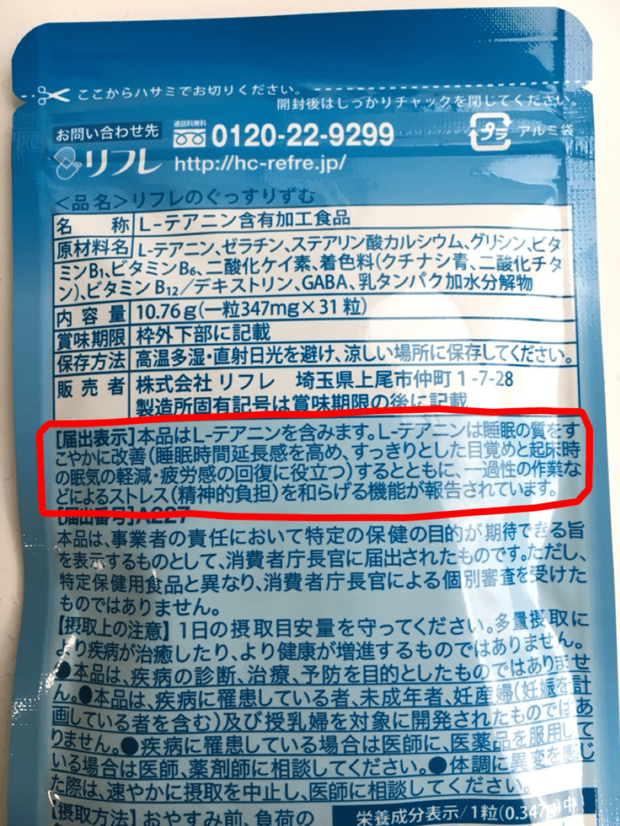 ここからハサミでお切りください。
開封後はしっかりチャックを閉じてください。
お問い合わせ先
通話料無料
0120-22-9299
プラ
アルミ袋
リフレ
http://hc-refre.jp/
<品名>リフレのぐっすりずむ
名 称 L-テアニン含有加工食品
原材料名 L-テアニン、ゼラチン、ステアリン酸カルシウム、グリシン、ビタ
ミンB1、ビタミンB6、二酸化ケイ素、着色料(クチナシ青、二酸化チタ
ン)、ビタミンB12/デキストリン、GABA、乳タンパク加水分解物
内 容 量 10.76g(一粒347mg×31粒)
賞味期限 枠外下部に記載
保存方法 高温多湿・直射日光を避け、涼しい場所に保存してください。
販 売 者 株式会社 リフレ 埼玉県上尾市仲町1-7-28
製造所固有記号は賞味期限の後に記載
[届出表示]本品はL-テアニンを含みます。L-テアニンは睡眠の質をす
こやかに改善(睡眠時間延長感を高め、すっきりとした目覚めと起床時
の眠気の軽減・疲労感の回復に役立つ)するとともに、一過性の作業な
どによるストレス(精神的負担)を和らげる機能が報告されています。
[届出番号]A227
本品は、事業者の責任において特定の保健の目的が期待できる旨
を表示するものとして、消費者庁長官に届出されたものです。ただし、
特定保健用食品と異なり、消費者庁長官による個別審査を受けた
ものではありません。
【摂取上の注意】1日の摂取目安量を守ってください。多量摂取に
より疾病が治癒したり、より健康が増進するものではありません。
●本品は、疾病の診断、治療、予防を目的としたものではありませ
ん。●本品は、疾病に罹患している者、未成年者、妊産婦(妊娠を計
画している者を含む)及び授乳婦を対象に開発されたものではあ
りません。●疾病に罹患している場合は医師に、医薬品を服用して
いる場合は医師、薬剤師に相談してください。●体調に異変を感じ
た際は、速やかに摂取を中止し、医師に相談してください。
【摂取方法】おやすみ前、負荷の
栄養成分表示/1粒(0.347g)中